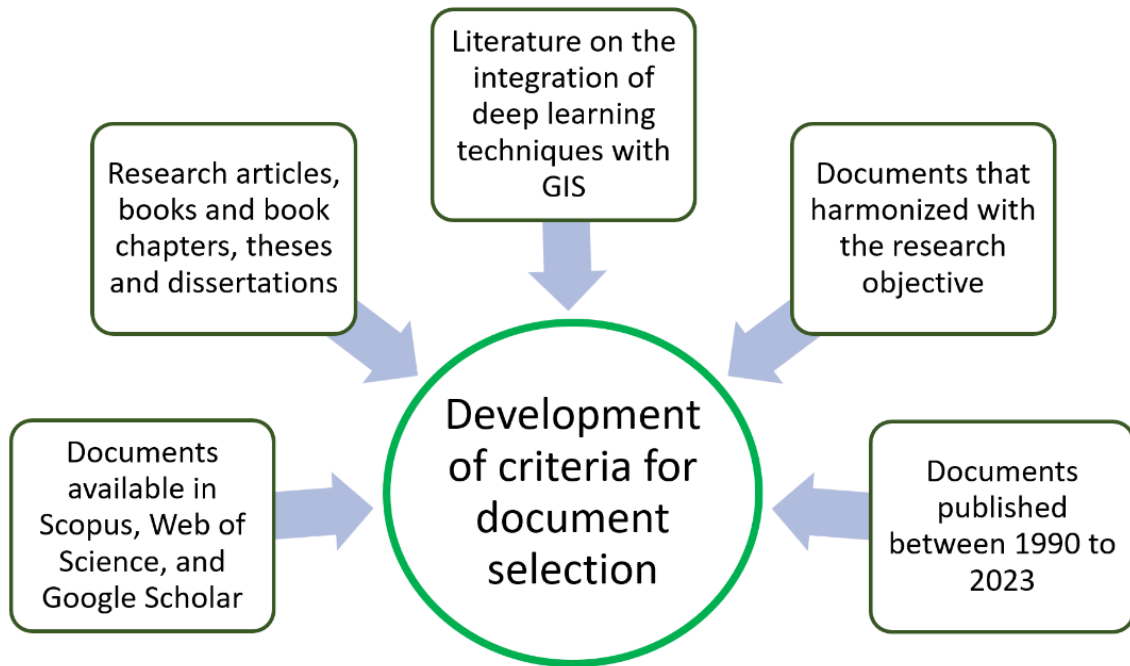 Literature on the
integration of
deep learning
techniques with
GIS
Research articles,
books and book
chapters, theses
and dissertations
Documents that
harmonized with
the research
objective
Development
of criteria for
document
selection
Documents
available in
Scopus, Web of
Science, and
Google Scholar
Documents
published
between 1990 to
2023